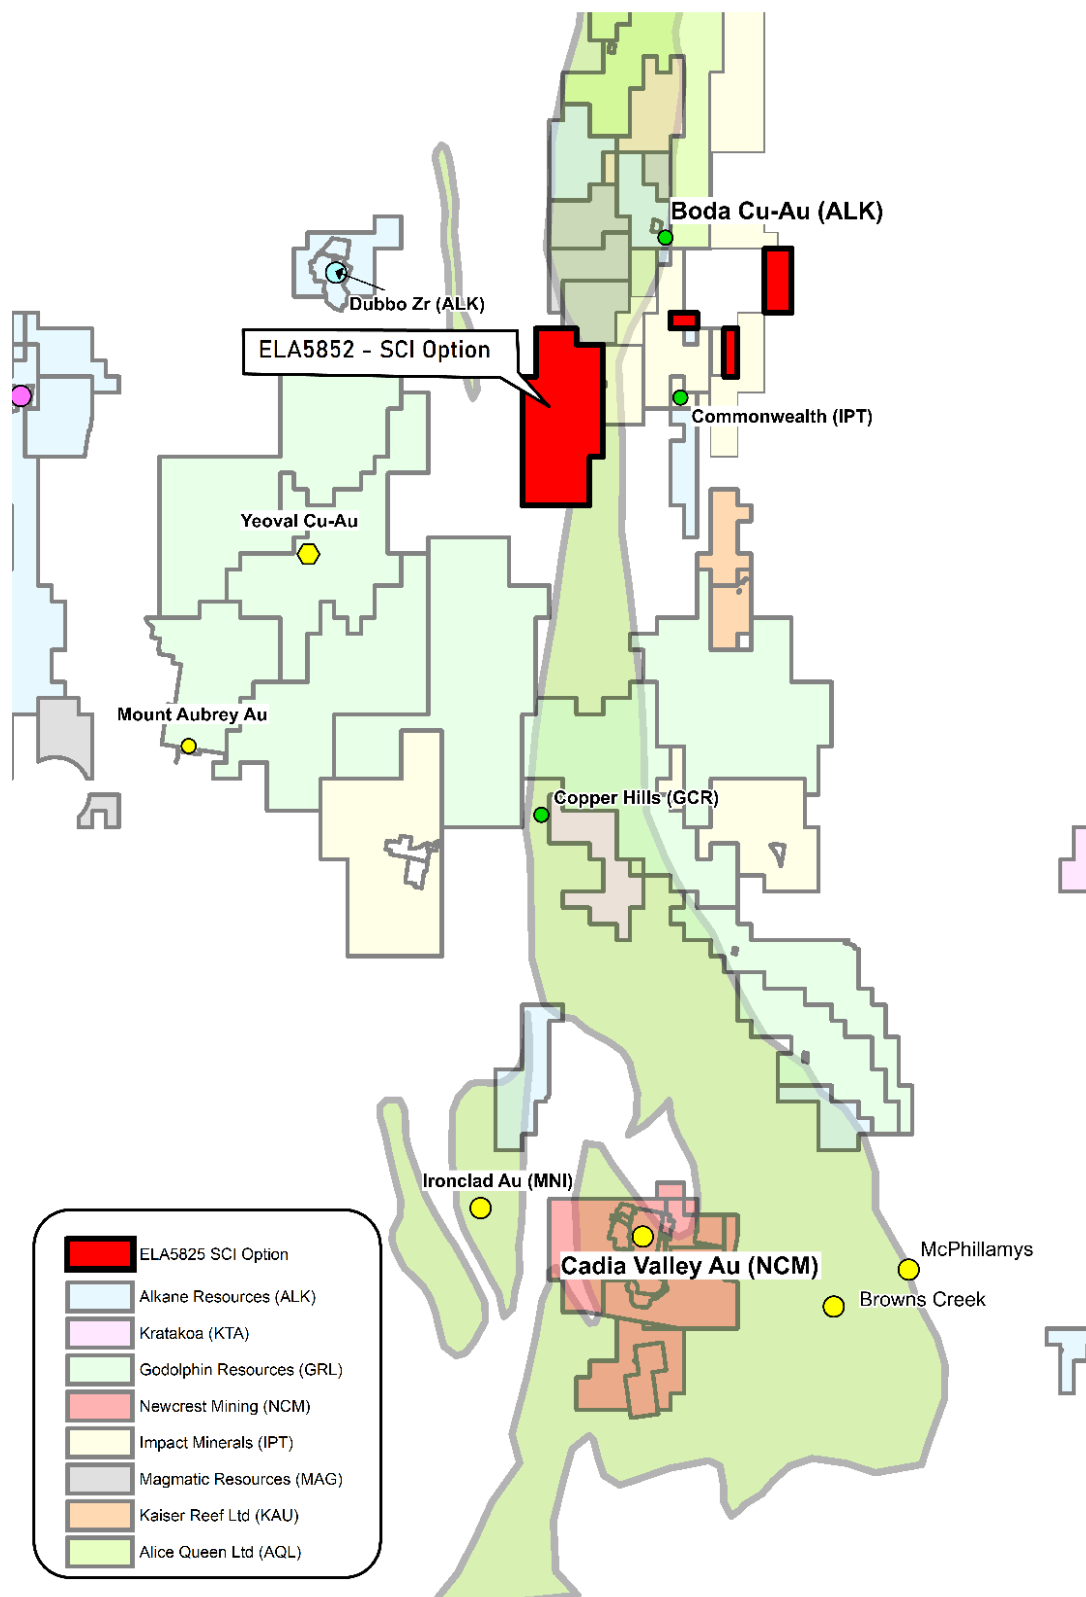 Boda Cu-Au (ALK)
Dubbo Zr (ALK)
ELA5852 - SCI Option
Commonwealth (IPT)
Yeoval Cu-Au
Mount Aubrey Au
Copper Hills (GCR)
Ironclad Au (MNI)
Cadia Valley Au (NCM)
McPhillamys
Browns Creek
ELA5825 SCI Option
Alkane Resources (ALK)
Kratakoa (KTA)
Godolphin Resources (GRL)
Newcrest Mining (NCM)
Impact Minerals (IPT)
Magmatic Resources (MAG)
Kaiser Reef Ltd (KAU)
Alice Queen Ltd (AQL)